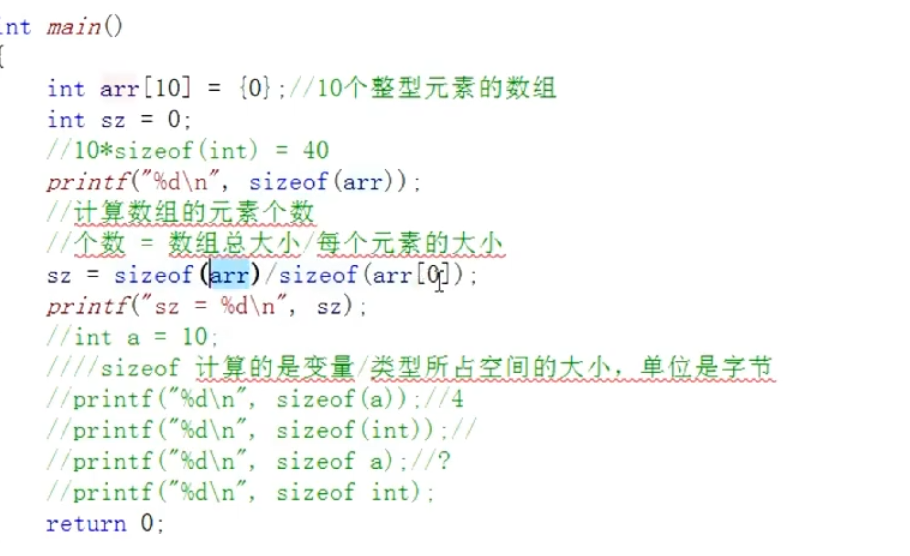 int main()
{
int arr[10] = {0};//10个整型元素的数组
int sz = 0;
//10*sizeof(int) = 40
printf("%d\n", sizeof(arr));
//计算数组的元素个数
//个数 = 数组总大小/每个元素的大小
sz = sizeof(arr)/sizeof(arr[0]);
printf("sz = %d\n", sz);
//int a = 10;
////sizeof 计算的是变量/类型所占空间的大小，单位是字节
//printf("%d\n", sizeof(a));//4
//printf("%d\n", sizeof(int));//
//printf("%d\n", sizeof a);//?
//printf("%d\n", sizeof int);
return 0;